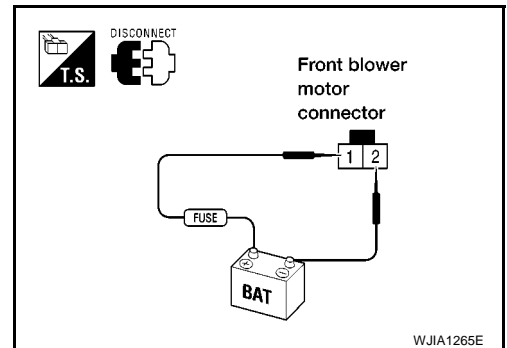 DISCONNECT
T.S.
Front blower
motor
connector
1 2
FUSE
+ −
BAT
WJIA1265E